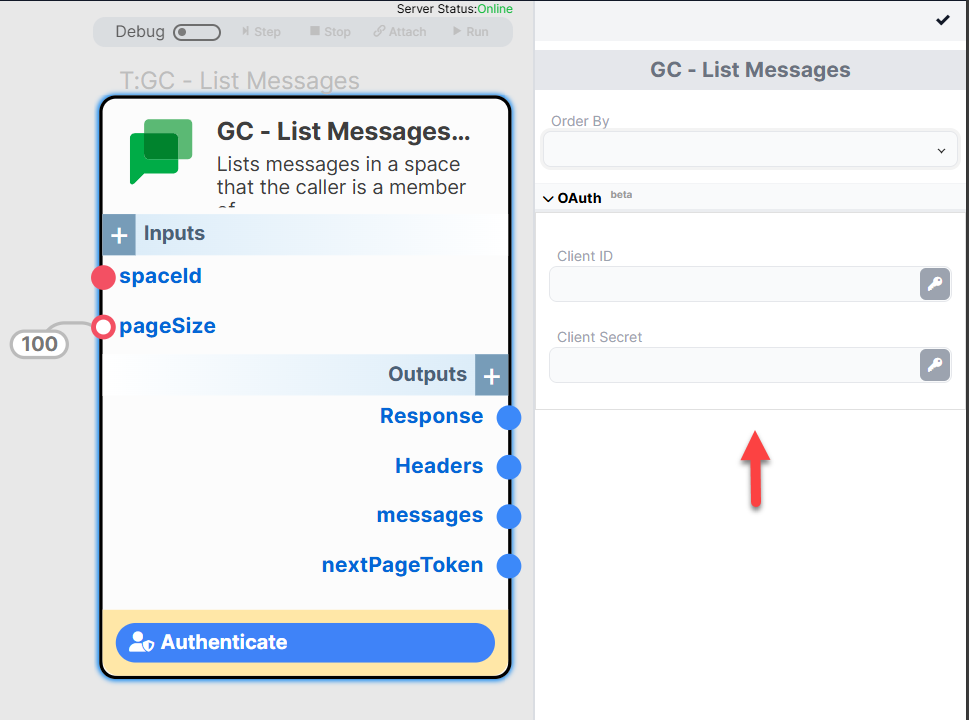 Server Status:Online
Debug Step Stop Attach Run
T:GC - List Messages
GC - List Messages...
Lists messages in a space
that the caller is a member
of
Inputs
spaceId
100
pageSize
Outputs
Response
Headers
messages
nextPageToken
Authenticate
GC - List Messages
Order By
OAuth beta
Client ID
Client Secret